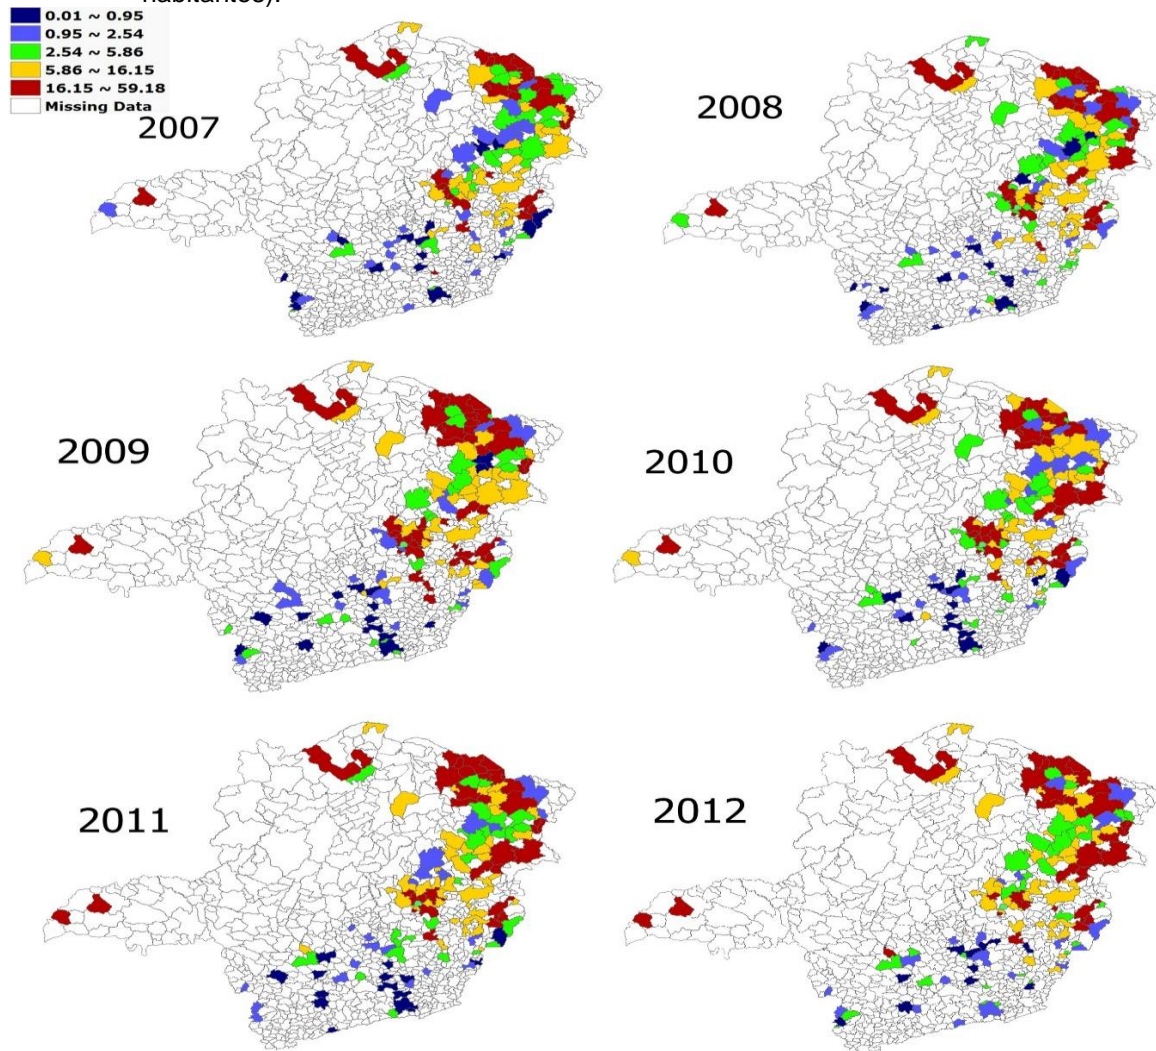 habitantes).
0.01 ~ 0.95
0.95 ~ 2.54
2.54 ~ 5.86
5.86 ~ 16.15
16.15 ~ 59.18
Missing Data
2007
2008
2009
2010
2011
2012